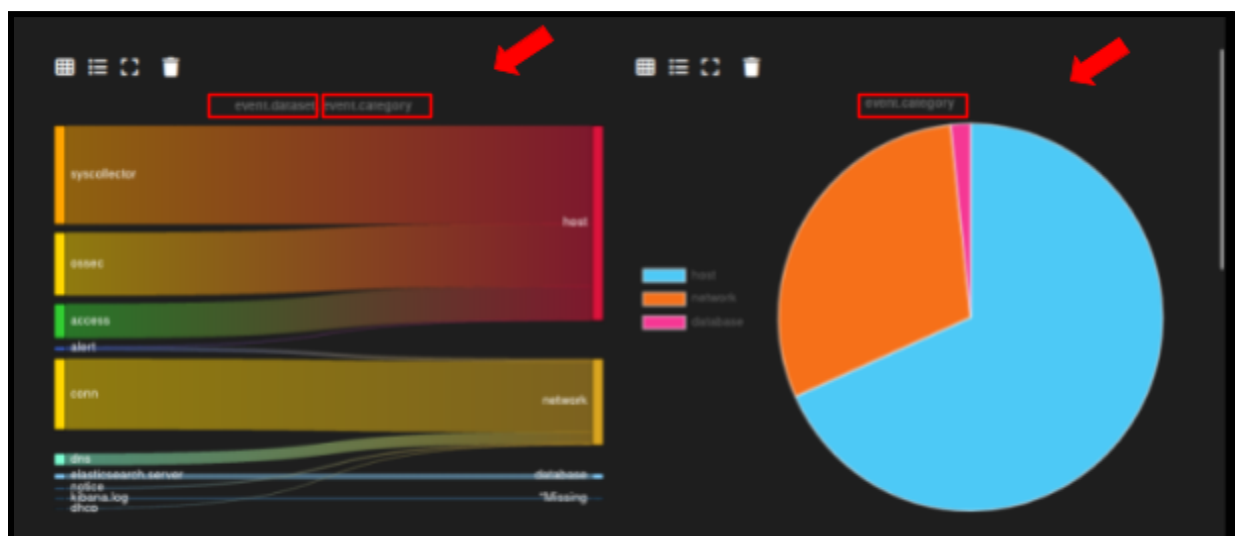 event.dataset event.category
syscollector
host
ossec
access
alert
conn
network
dns
elasticsearch.server
database
notice
kibana.log
*Missing
dhcp
event.category
host
network
database